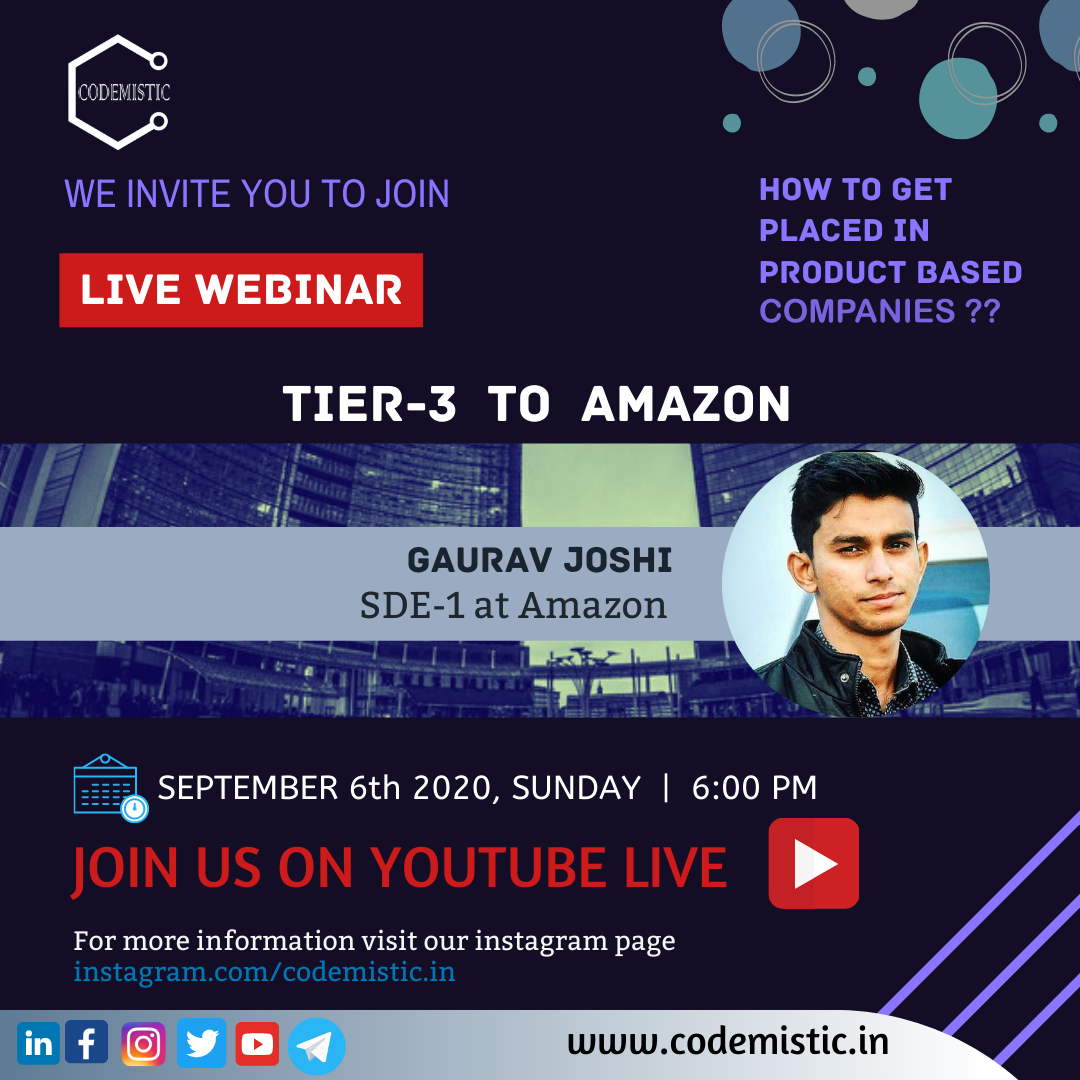 CODEMISTIC
WE INVITE YOU TO JOIN
LIVE WEBINAR
HOW TO GET
PLACED IN
PRODUCT BASED
COMPANIES ??
TIER-3 TO AMAZON
GAURAV JOSHI
SDE-1 at Amazon
SEPTEMBER 6th 2020, SUNDAY | 6:00 PM
JOIN US ON YOUTUBE LIVE
For more information visit our instagram page
instagram.com/codemistic.in
in
f
www.codemistic.in